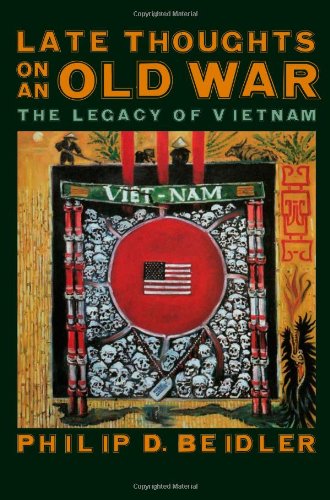 LATE THOUGHTS
ON AN OLD WAR
THE LEGACY OF VIETNAM
VIET-NAM
PHILIP D. BEIDLER